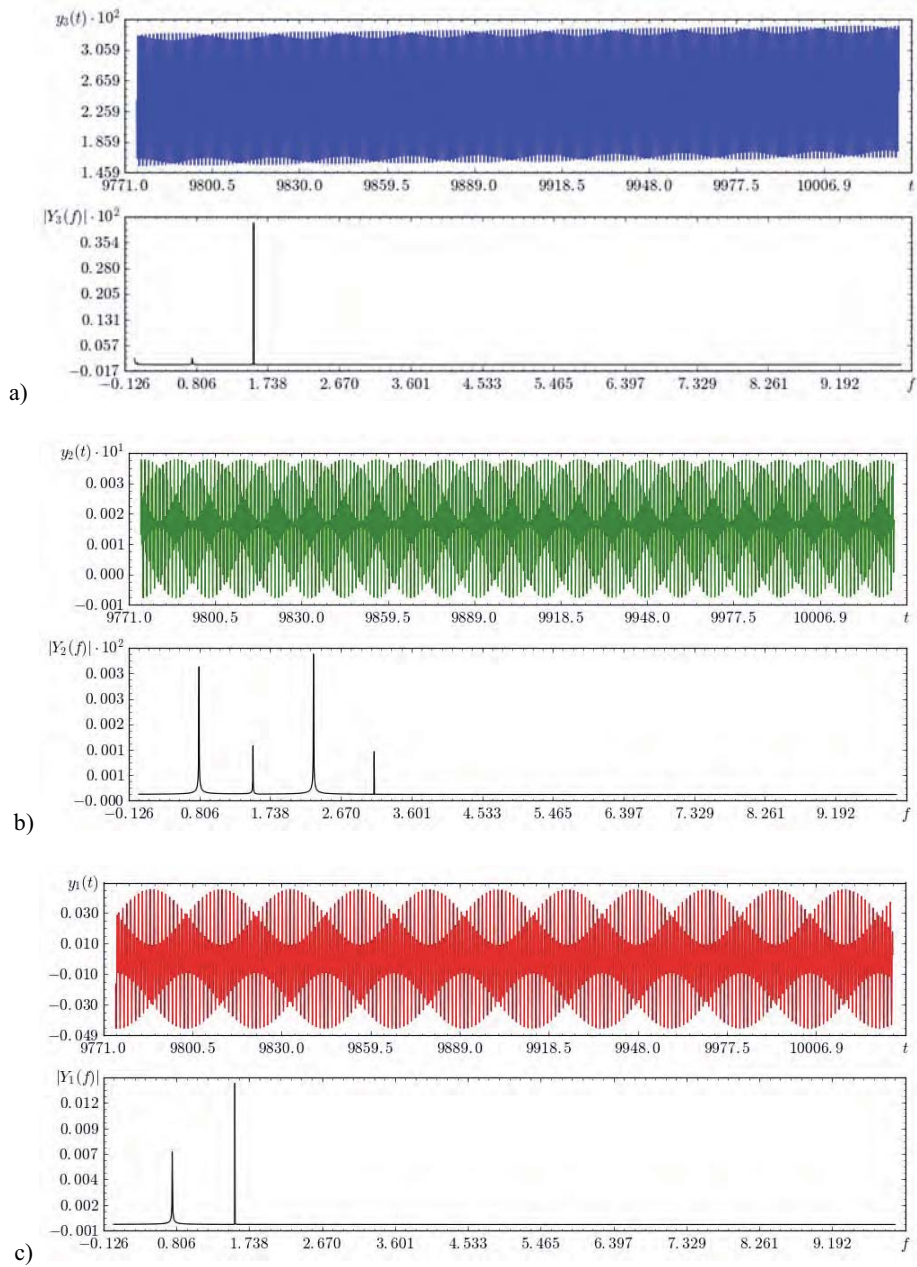 y₃(t) · 10²
3.059
2.659
2.259
1.859
1.459
9771.0 9800.5 9830.0 9859.5 9889.0 9918.5 9948.0 9977.5 10006.9 t
|Y₃(f)| · 10²
0.354
0.280
0.205
0.131
0.057
−0.017
−0.126 0.806 1.738 2.670 3.601 4.533 5.465 6.397 7.329 8.261 9.192 f
a)
y₂(t) · 10¹
0.003
0.002
0.001
0.000
−0.001
9771.0 9800.5 9830.0 9859.5 9889.0 9918.5 9948.0 9977.5 10006.9 t
|Y₂(f)| · 10²
0.003
0.003
0.002
0.001
0.001
−0.000
−0.126 0.806 1.738 2.670 3.601 4.533 5.465 6.397 7.329 8.261 9.192 f
b)
y₁(t)
0.030
0.010
−0.010
−0.030
−0.049
9771.0 9800.5 9830.0 9859.5 9889.0 9918.5 9948.0 9977.5 10006.9 t
|Y₁(f)|
0.012
0.009
0.007
0.004
0.002
−0.001
−0.126 0.806 1.738 2.670 3.601 4.533 5.465 6.397 7.329 8.261 9.192 f
c)